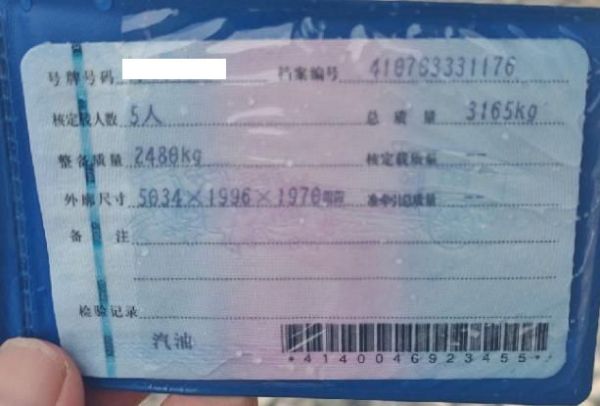 号牌号码 档案编号 410763331176
核定载人数 5人 总质量 3165kg
整备质量 2480kg 核定载质量 --
外廓尺寸 5034×1996×1970mm 准牵引总质量 --
备注
检验记录
汽油
*4140046923455*